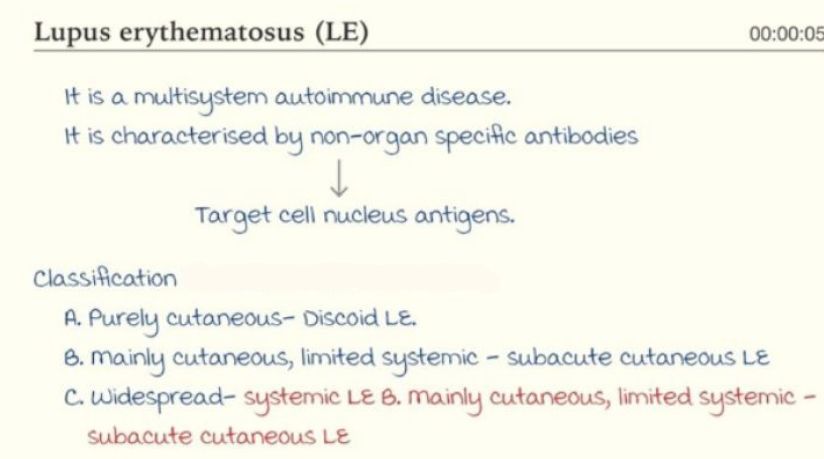 Lupus erythematosus (LE)
00:00:05
It is a multisystem autoimmune disease.
It is characterised by non-organ specific antibodies
↓
Target cell nucleus antigens.
Classification
A. Purely cutaneous- Discoid LE.
B. mainly cutaneous, limited systemic - subacute cutaneous LE
C. Widespread- systemic LE B. mainly cutaneous, limited systemic -
subacute cutaneous LE